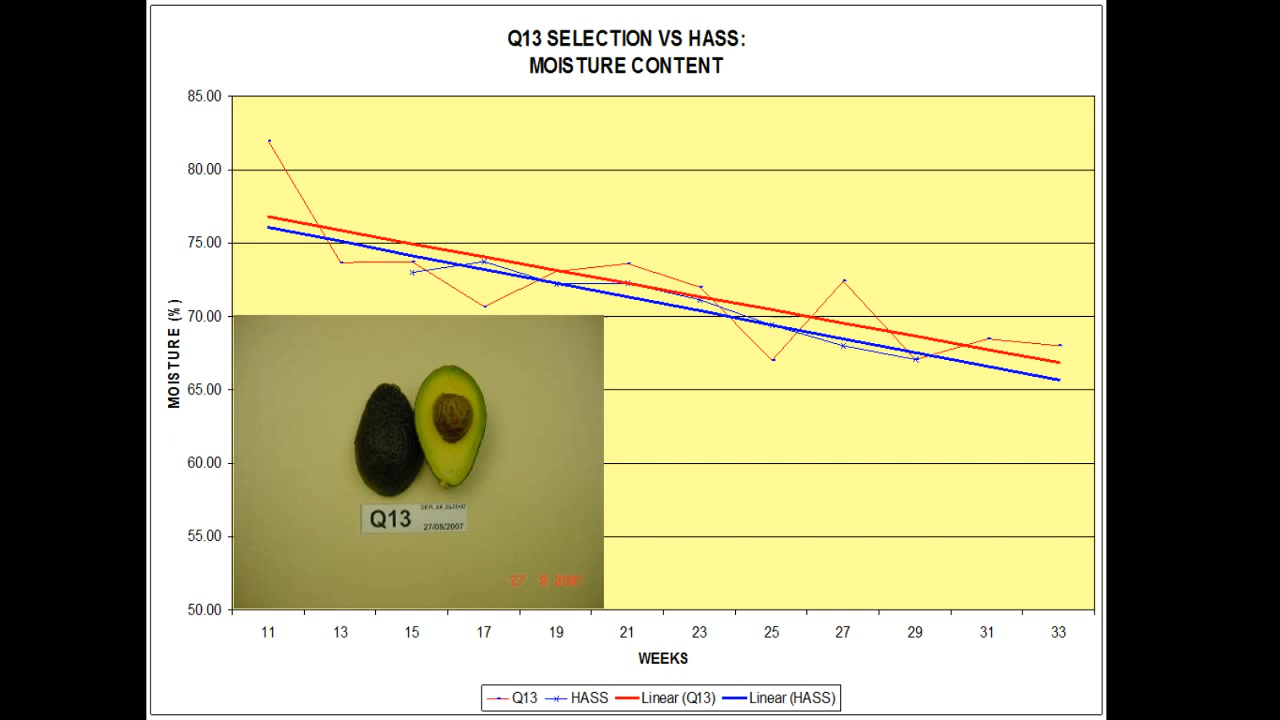 Q13 SELECTION VS HASS:
MOISTURE CONTENT
85.00
80.00
75.00
70.00
65.00
60.00
55.00
50.00
MOISTURE (%)
Q13
27/09/2007
11 13 15 17 19 21 23 25 27 29 31 33
WEEKS
Q13 HASS Linear (Q13) Linear (HASS)